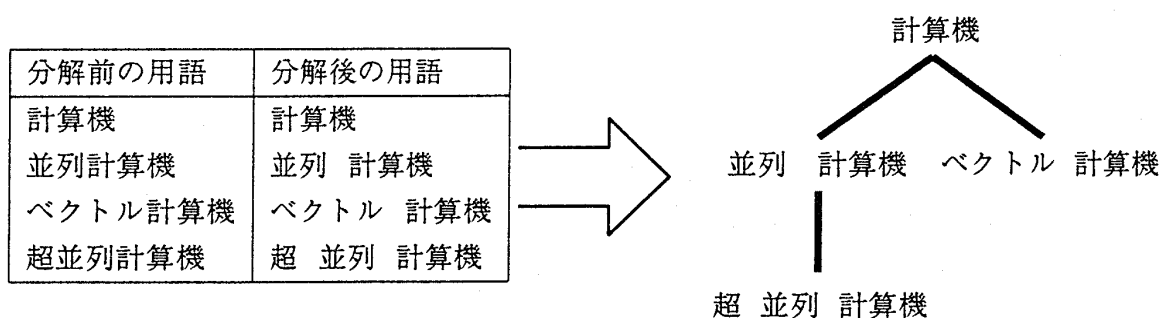 分解前の用語 分解後の用語
計算機 計算機
並列計算機 並列 計算機
ベクトル計算機 ベクトル 計算機
超並列計算機 超 並列 計算機
計算機
並列 計算機 ベクトル 計算機
超 並列 計算機